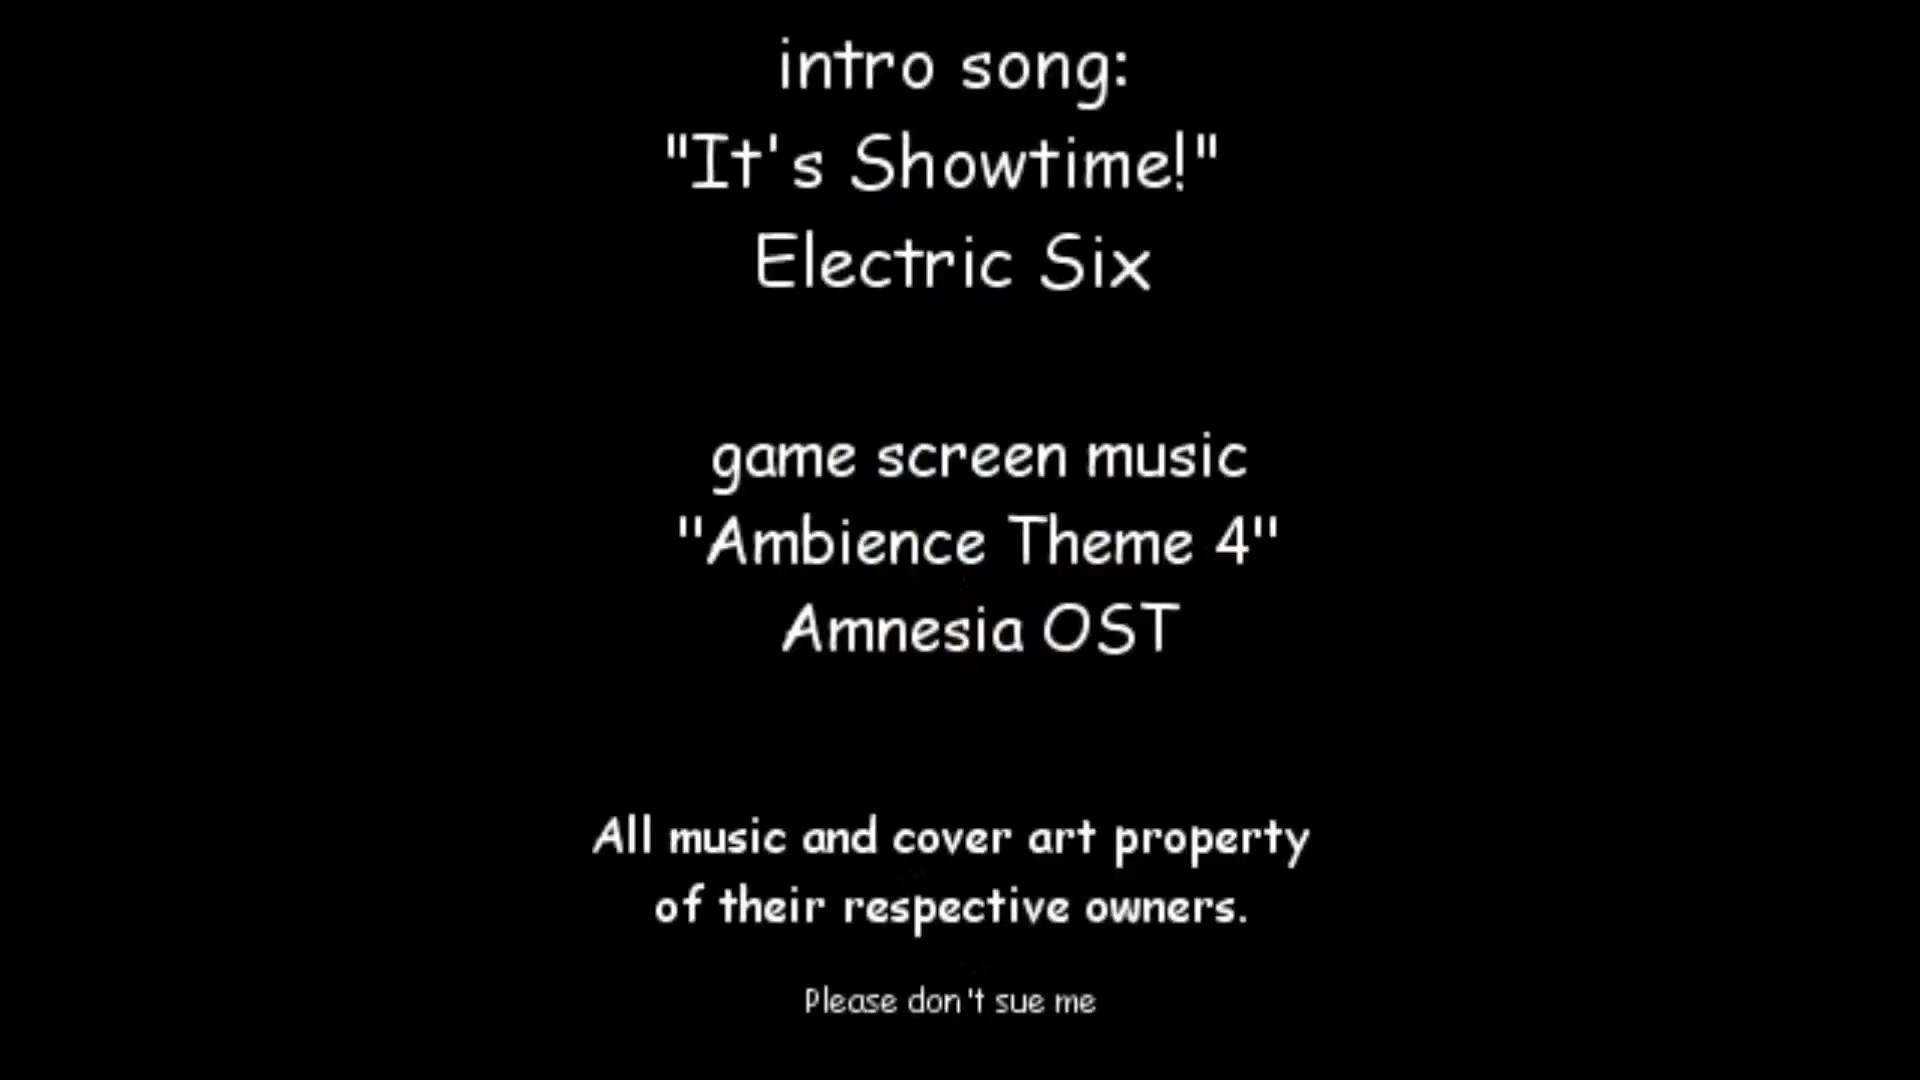 intro song:
"It's Showtime!"
Electric Six
game screen music
"Ambience Theme 4"
Amnesia OST
All music and cover art property
of their respective owners.
Please don't sue me